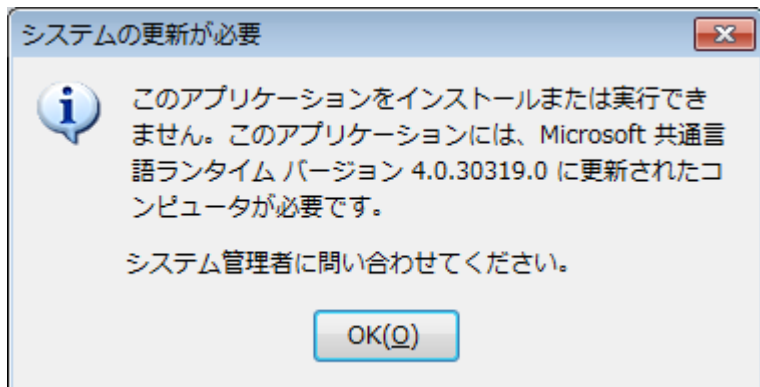 システムの更新が必要
このアプリケーションをインストールまたは実行でき
ません。このアプリケーションには、Microsoft 共通言
語ランタイム バージョン 4.0.30319.0 に更新されたコ
ンピュータが必要です。
システム管理者に問い合わせてください。
OK(O)